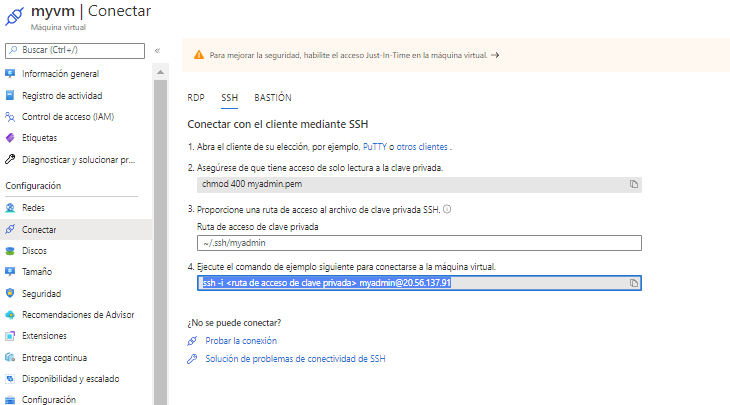 myvm | Conectar
Máquina virtual
Buscar (Ctrl+/)
«
Información general
Registro de actividad
Control de acceso (IAM)
Etiquetas
Diagnosticar y solucionar pr...
Configuración
Redes
Conectar
Discos
Tamaño
Seguridad
Recomendaciones de Advisor
Extensiones
Entrega continua
Disponibilidad y escalado
Configuración
Para mejorar la seguridad, habilite el acceso Just-In-Time en la máquina virtual. →
RDP SSH BASTIÓN
Conectar con el cliente mediante SSH
1. Abra el cliente de su elección, por ejemplo, PuTTY o otros clientes .
2. Asegúrese de que tiene acceso de solo lectura a la clave privada.
chmod 400 myadmin.pem
3. Proporcione una ruta de acceso al archivo de clave privada SSH.
Ruta de acceso de clave privada
~/.ssh/myadmin
4. Ejecute el comando de ejemplo siguiente para conectarse a la máquina virtual.
ssh -i <ruta de acceso de clave privada> myadmin@20.56.137.91
¿No se puede conectar?
Probar la conexión
Solución de problemas de conectividad de SSH